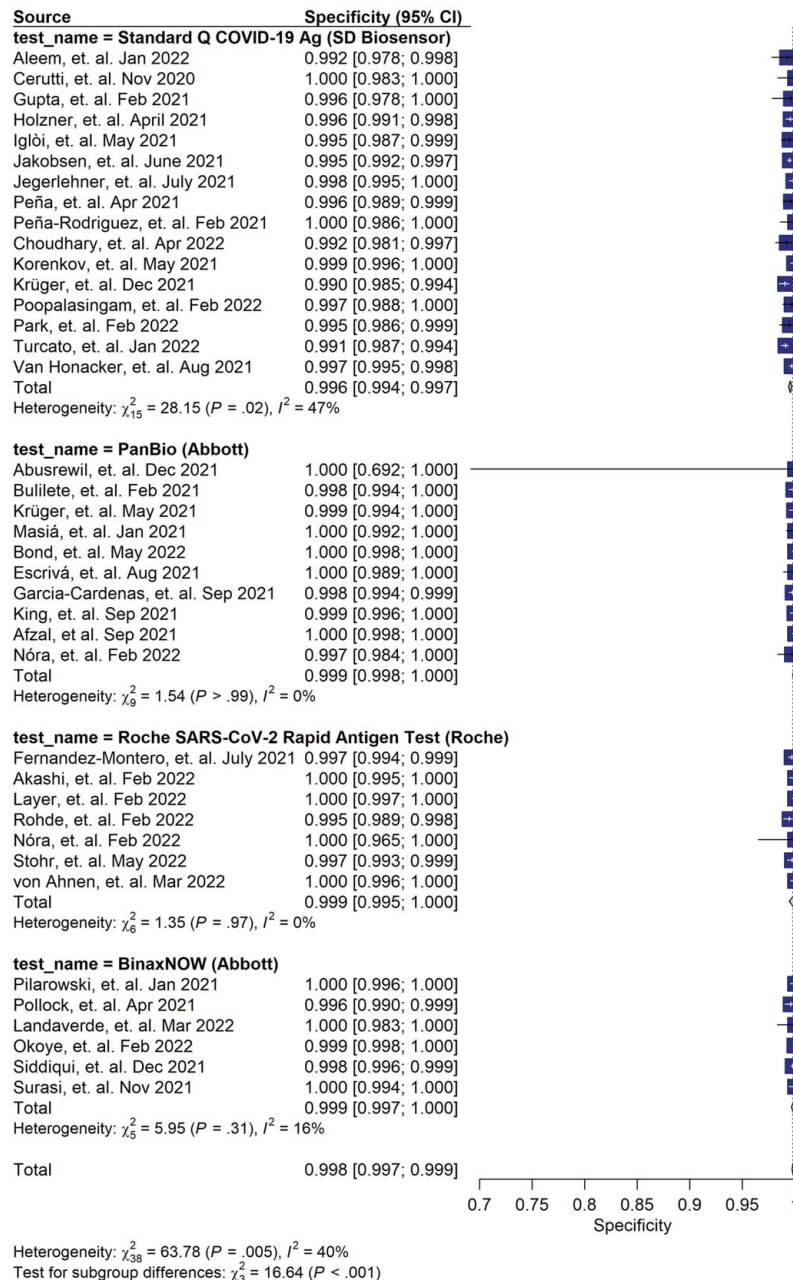 Source Specificity (95% CI)
test_name = Standard Q COVID-19 Ag (SD Biosensor)
Aleem, et. al. Jan 2022 0.992 [0.978; 0.998]
Cerutti, et. al. Nov 2020 1.000 [0.983; 1.000]
Gupta, et. al. Feb 2021 0.996 [0.978; 1.000]
Holzner, et. al. April 2021 0.996 [0.991; 0.998]
Iglòi, et. al. May 2021 0.995 [0.987; 0.999]
Jakobsen, et. al. June 2021 0.995 [0.992; 0.997]
Jegerlehner, et. al. July 2021 0.998 [0.995; 1.000]
Peña, et. al. Apr 2021 0.996 [0.989; 0.999]
Peña-Rodriguez, et. al. Feb 2021 1.000 [0.986; 1.000]
Choudhary, et. al. Apr 2022 0.992 [0.981; 0.997]
Korenkov, et. al. May 2021 0.999 [0.996; 1.000]
Krüger, et. al. Dec 2021 0.990 [0.985; 0.994]
Poopalasingam, et. al. Feb 2022 0.997 [0.988; 1.000]
Park, et. al. Feb 2022 0.995 [0.986; 0.999]
Turcato, et. al. Jan 2022 0.991 [0.987; 0.994]
Van Honacker, et. al. Aug 2021 0.997 [0.995; 0.998]
Total 0.996 [0.994; 0.997]
Heterogeneity: χ²₁₅ = 28.15 (P = .02), I² = 47%
test_name = PanBio (Abbott)
Abusrewil, et. al. Dec 2021 1.000 [0.692; 1.000]
Bulilete, et. al. Feb 2021 0.998 [0.994; 1.000]
Krüger, et. al. May 2021 0.999 [0.994; 1.000]
Masiá, et. al. Jan 2021 1.000 [0.992; 1.000]
Bond, et. al. May 2022 1.000 [0.998; 1.000]
Escrivá, et. al. Aug 2021 1.000 [0.989; 1.000]
Garcia-Cardenas, et. al. Sep 2021 0.998 [0.994; 0.999]
King, et. al. Sep 2021 0.999 [0.996; 1.000]
Afzal, et. al. Sep 2021 1.000 [0.998; 1.000]
Nóra, et. al. Feb 2022 0.997 [0.984; 1.000]
Total 0.999 [0.998; 1.000]
Heterogeneity: χ²₉ = 1.54 (P > .99), I² = 0%
test_name = Roche SARS-CoV-2 Rapid Antigen Test (Roche)
Fernandez-Montero, et. al. July 2021 0.997 [0.994; 0.999]
Akashi, et. al. Feb 2022 1.000 [0.995; 1.000]
Layer, et. al. Feb 2022 1.000 [0.997; 1.000]
Rohde, et. al. Feb 2022 0.995 [0.989; 0.998]
Nóra, et. al. Feb 2022 1.000 [0.965; 1.000]
Stohr, et. al. May 2022 0.997 [0.993; 0.999]
von Ahnen, et. al. Mar 2022 1.000 [0.996; 1.000]
Total 0.999 [0.995; 1.000]
Heterogeneity: χ²₆ = 1.35 (P = .97), I² = 0%
test_name = BinaxNOW (Abbott)
Pilarowski, et. al. Jan 2021 1.000 [0.996; 1.000]
Pollock, et. al. Apr 2021 0.996 [0.990; 0.999]
Landaverde, et. al. Mar 2022 1.000 [0.983; 1.000]
Okoye, et. al. Feb 2022 0.999 [0.998; 1.000]
Siddiqui, et. al. Dec 2021 0.998 [0.996; 0.999]
Surasi, et. al. Nov 2021 1.000 [0.994; 1.000]
Total 0.999 [0.997; 1.000]
Heterogeneity: χ²₅ = 5.95 (P = .31), I² = 16%
Total 0.998 [0.997; 0.999]
0.7 0.75 0.8 0.85 0.9 0.95
Specificity
Heterogeneity: χ²₃₈ = 63.78 (P = .005), I² = 40%
Test for subgroup differences: χ²₃ = 16.64 (P < .001)